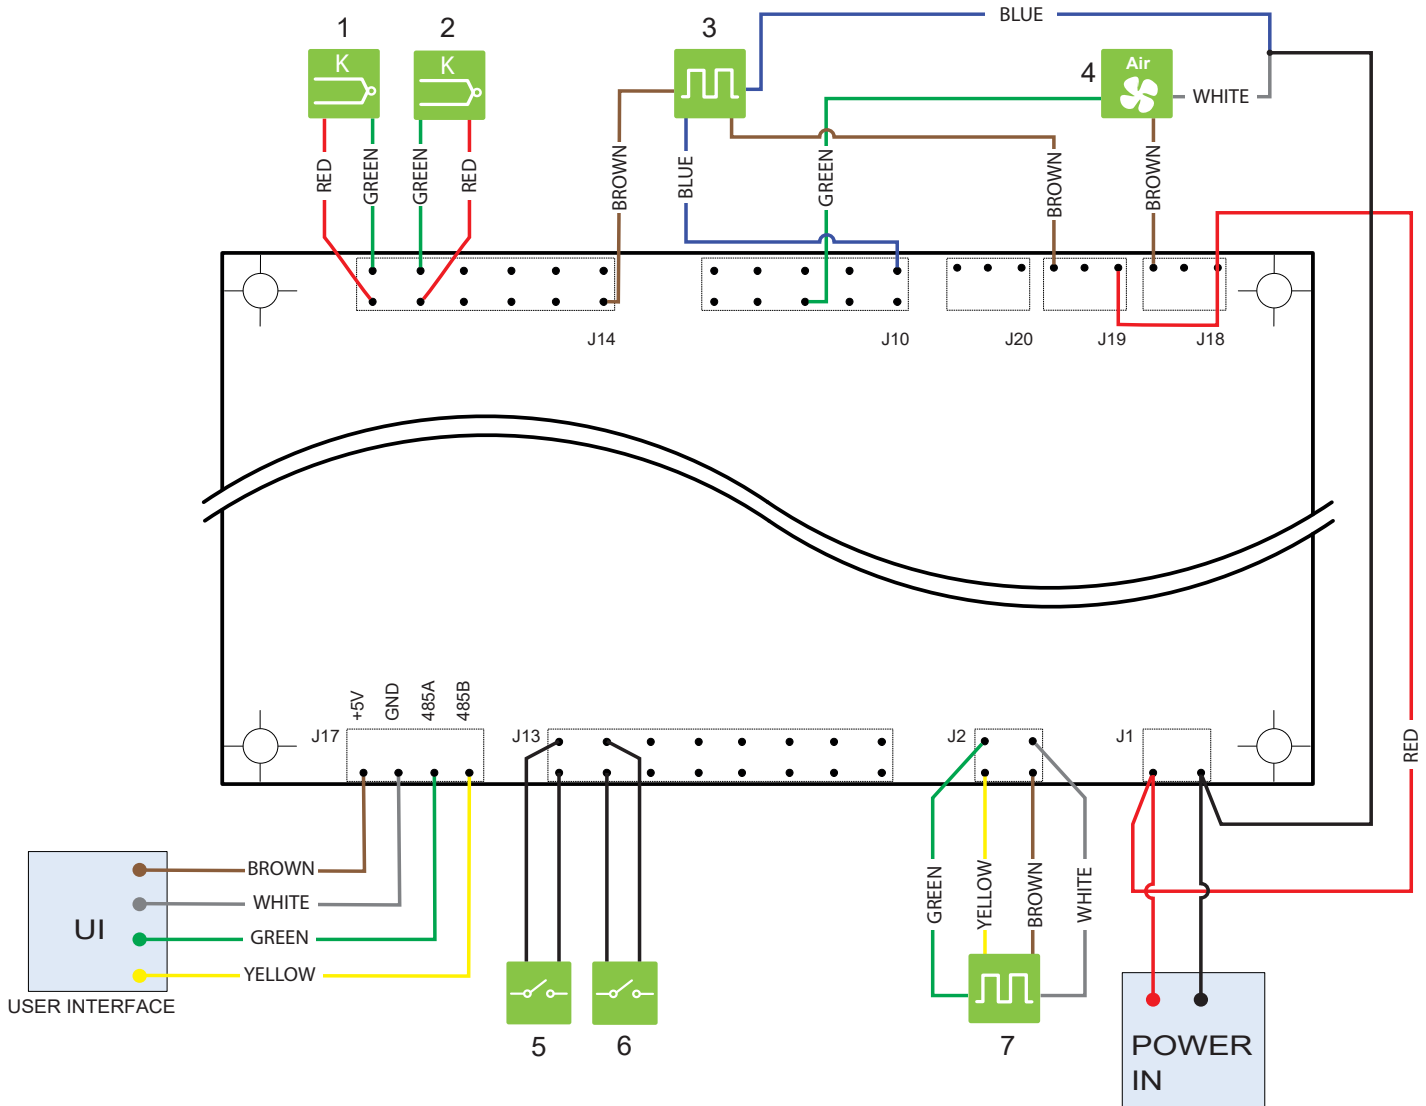 BLUE
1
2
3
4
K
K
Air
WHITE
RED
GREEN
GREEN
RED
BROWN
BLUE
GREEN
BROWN
BROWN
J14
J10
J20
J19
J18
+5V
GND
485A
485B
J17
J13
J2
J1
RED
BROWN
WHITE
GREEN
YELLOW
UI
USER INTERFACE
GREEN
YELLOW
BROWN
WHITE
5
6
7
POWER
IN